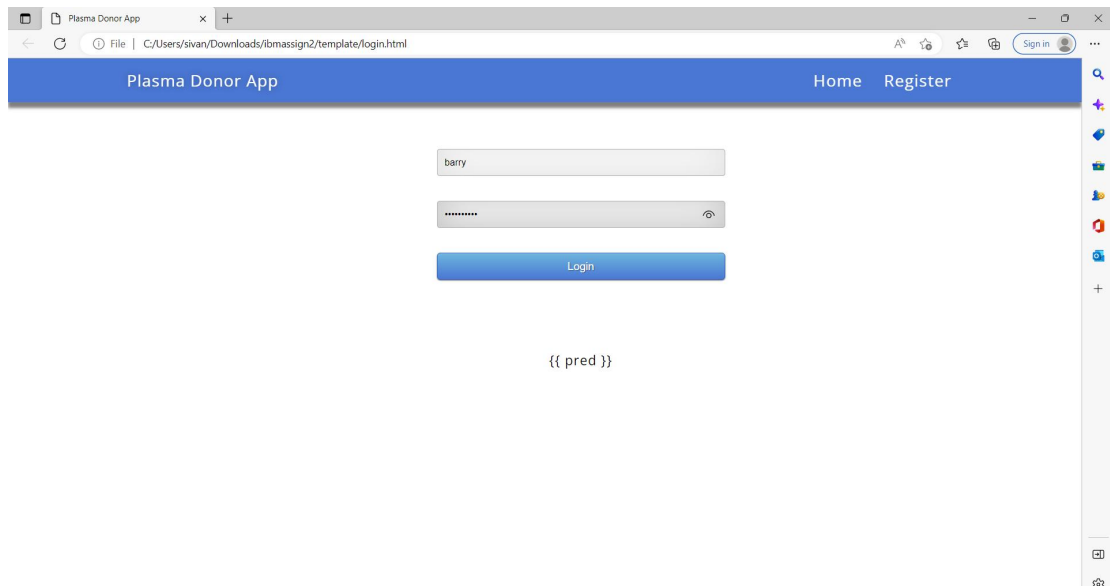 Plasma Donor App
File | C:/Users/sivan/Downloads/ibmassign2/template/login.html
Sign in
Plasma Donor App Home Register
barry
••••••••••
Login
{{ pred }}